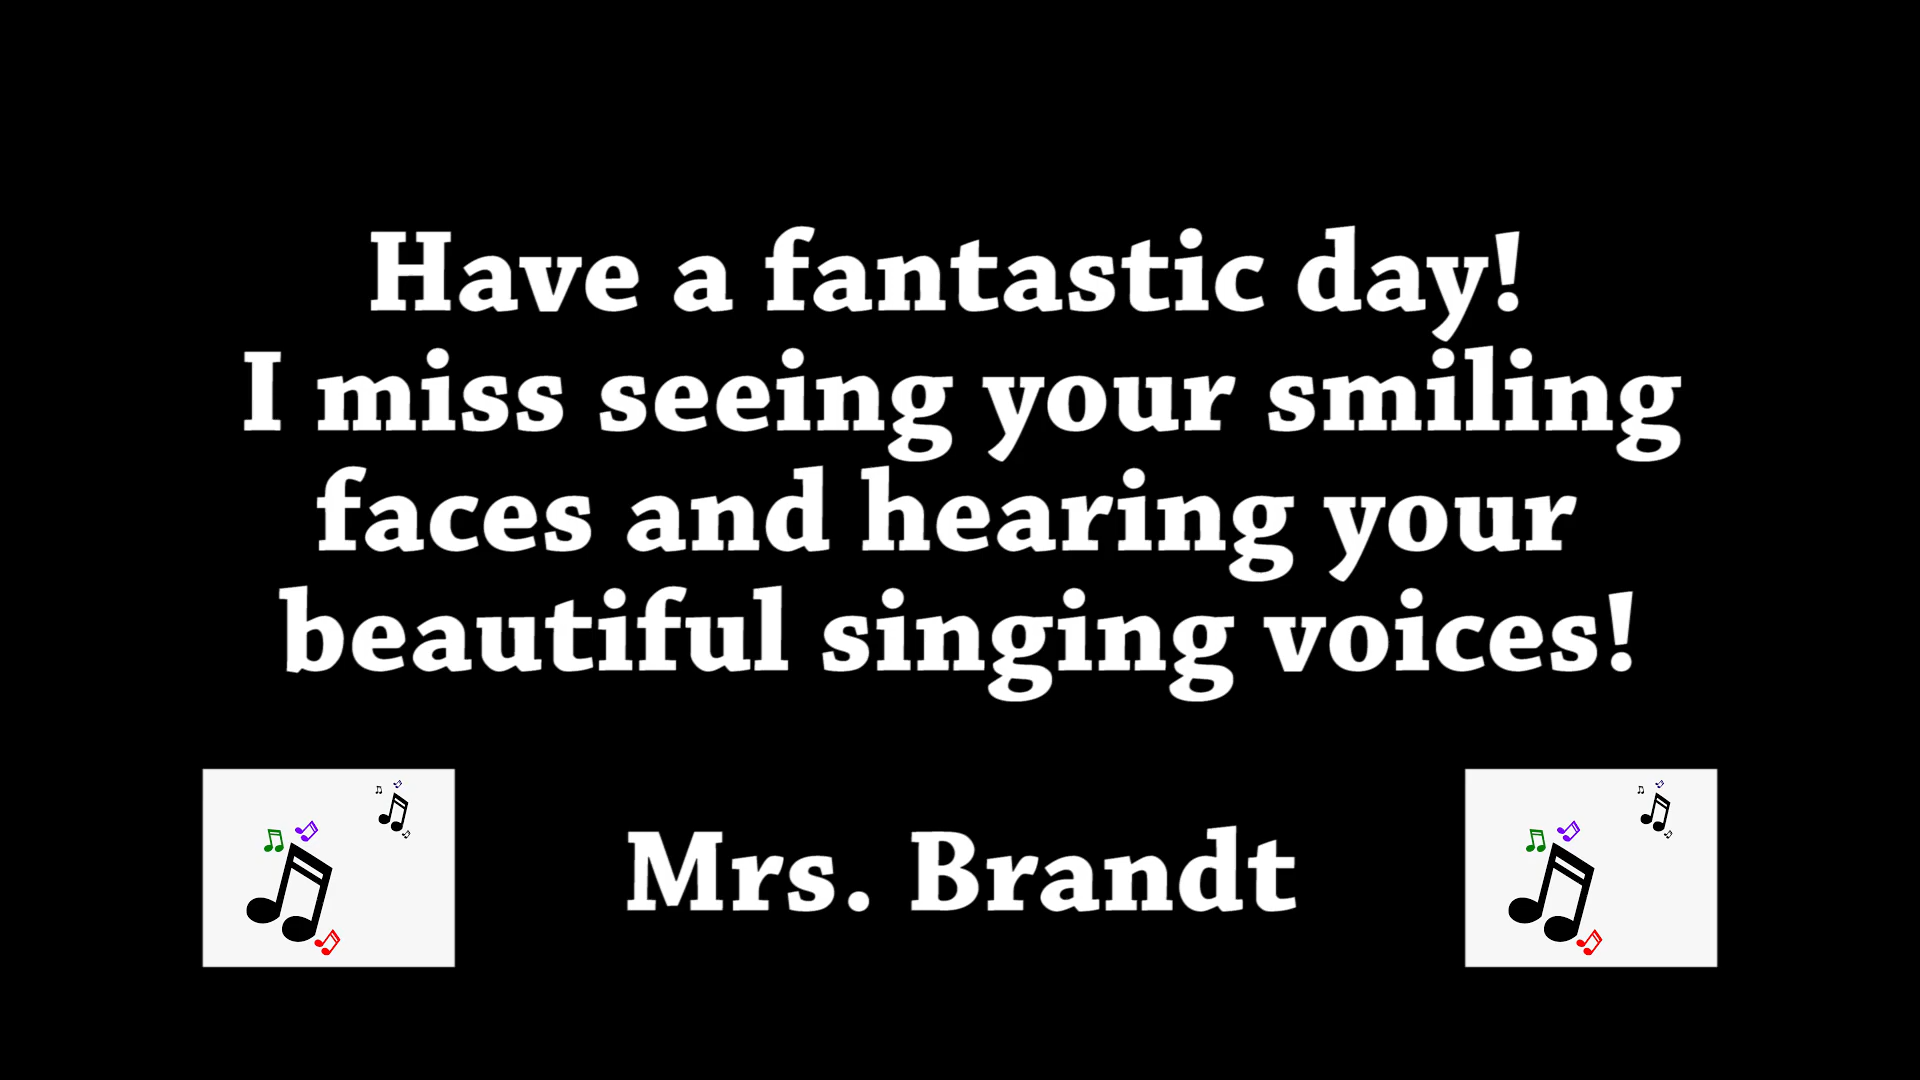 Have a fantastic day!
I miss seeing your smiling
faces and hearing your
beautiful singing voices!
Mrs. Brandt